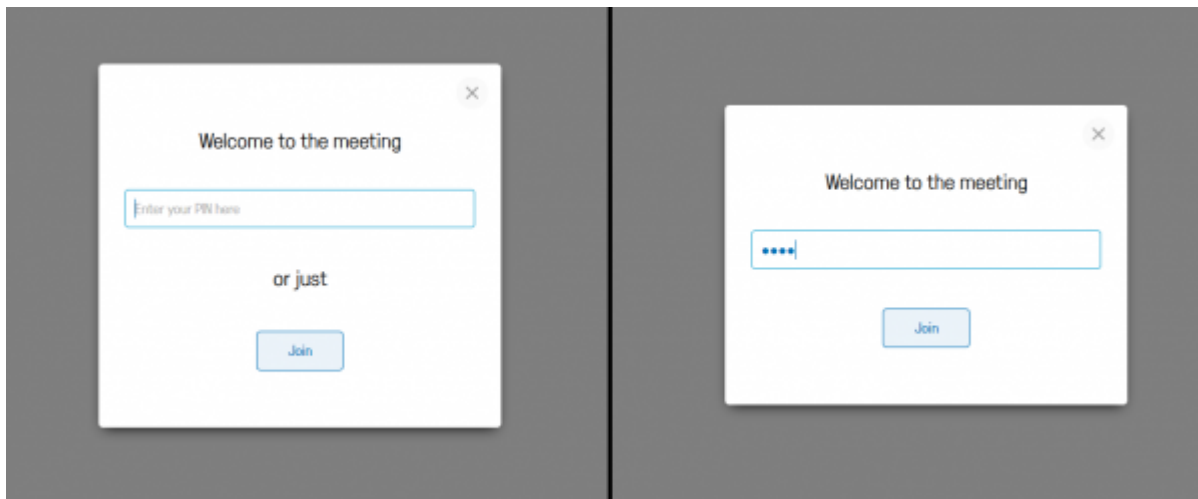 Welcome to the meeting
Enter your PIN here
or just
Join
Welcome to the meeting
••••
Join